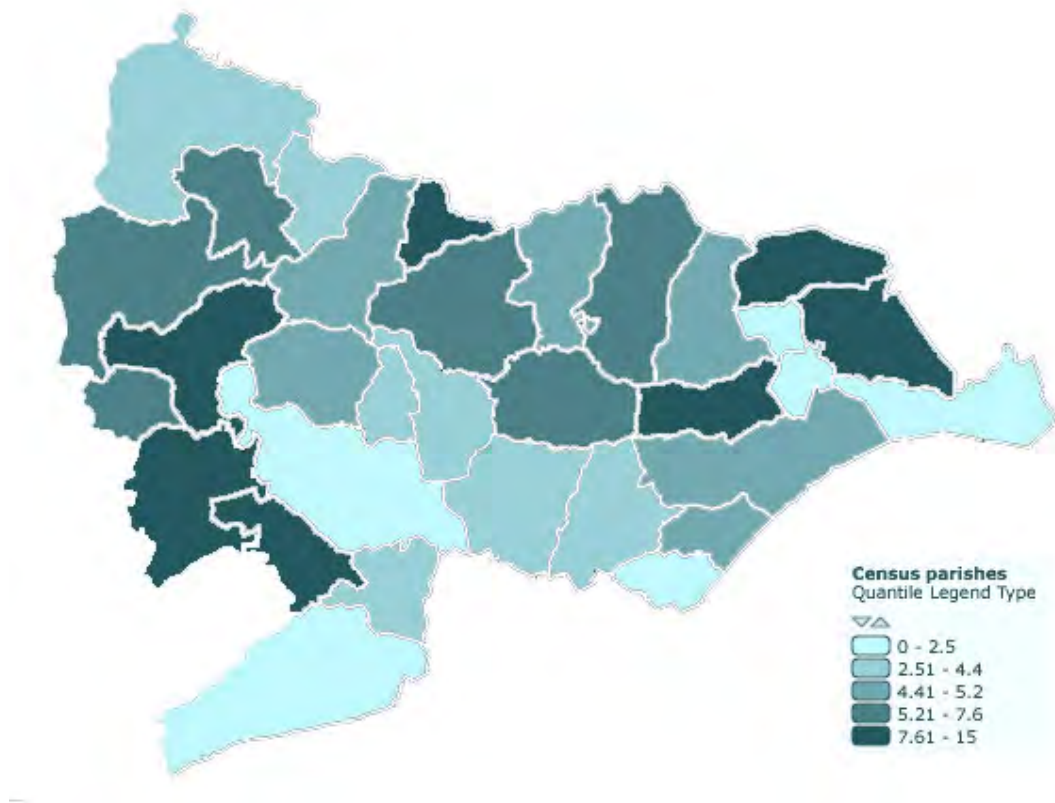 Census parishes
Quantile Legend Type
0 - 2.5
2.51 - 4.4
4.41 - 5.2
5.21 - 7.6
7.61 - 15